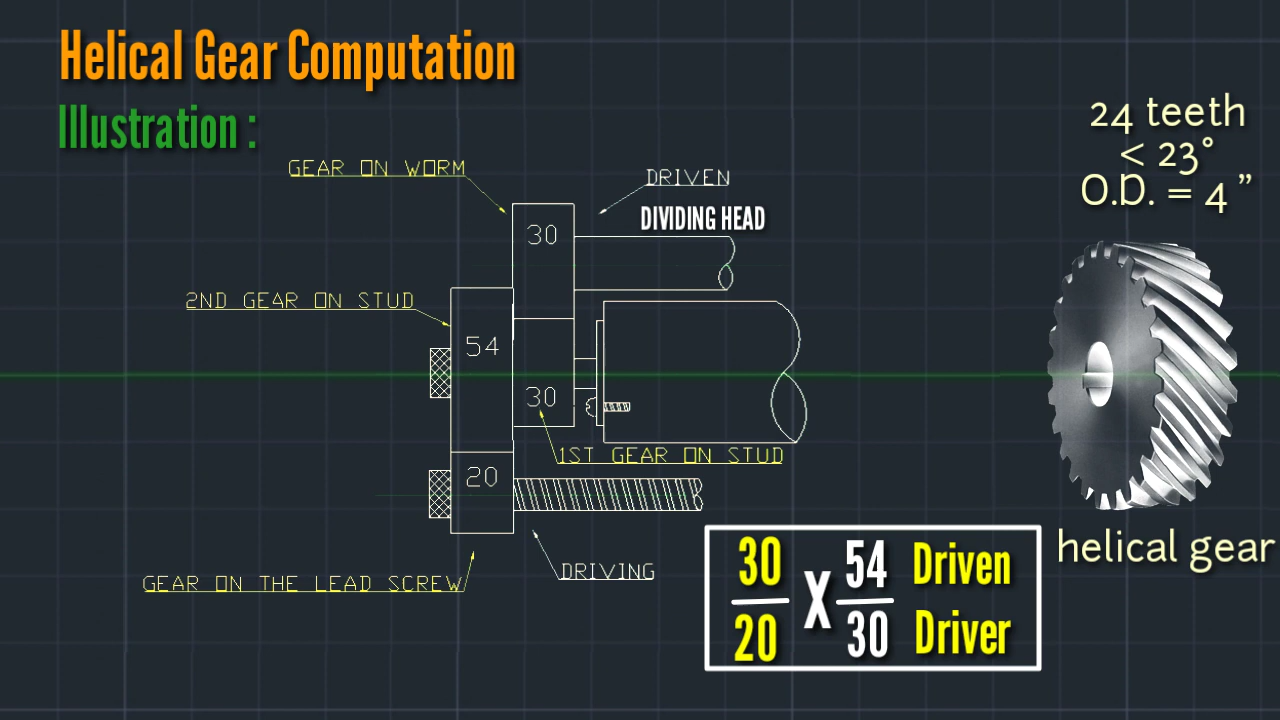 Helical Gear Computation
Illustration :
24 teeth
< 23°
O.D. = 4 "
GEAR ON WORM
DRIVEN
DIVIDING HEAD
30
2ND GEAR ON STUD
54
30
1ST GEAR ON STUD
20
DRIVING
GEAR ON THE LEAD SCREW
helical gear
30 X 54 Driven
20 30 Driver